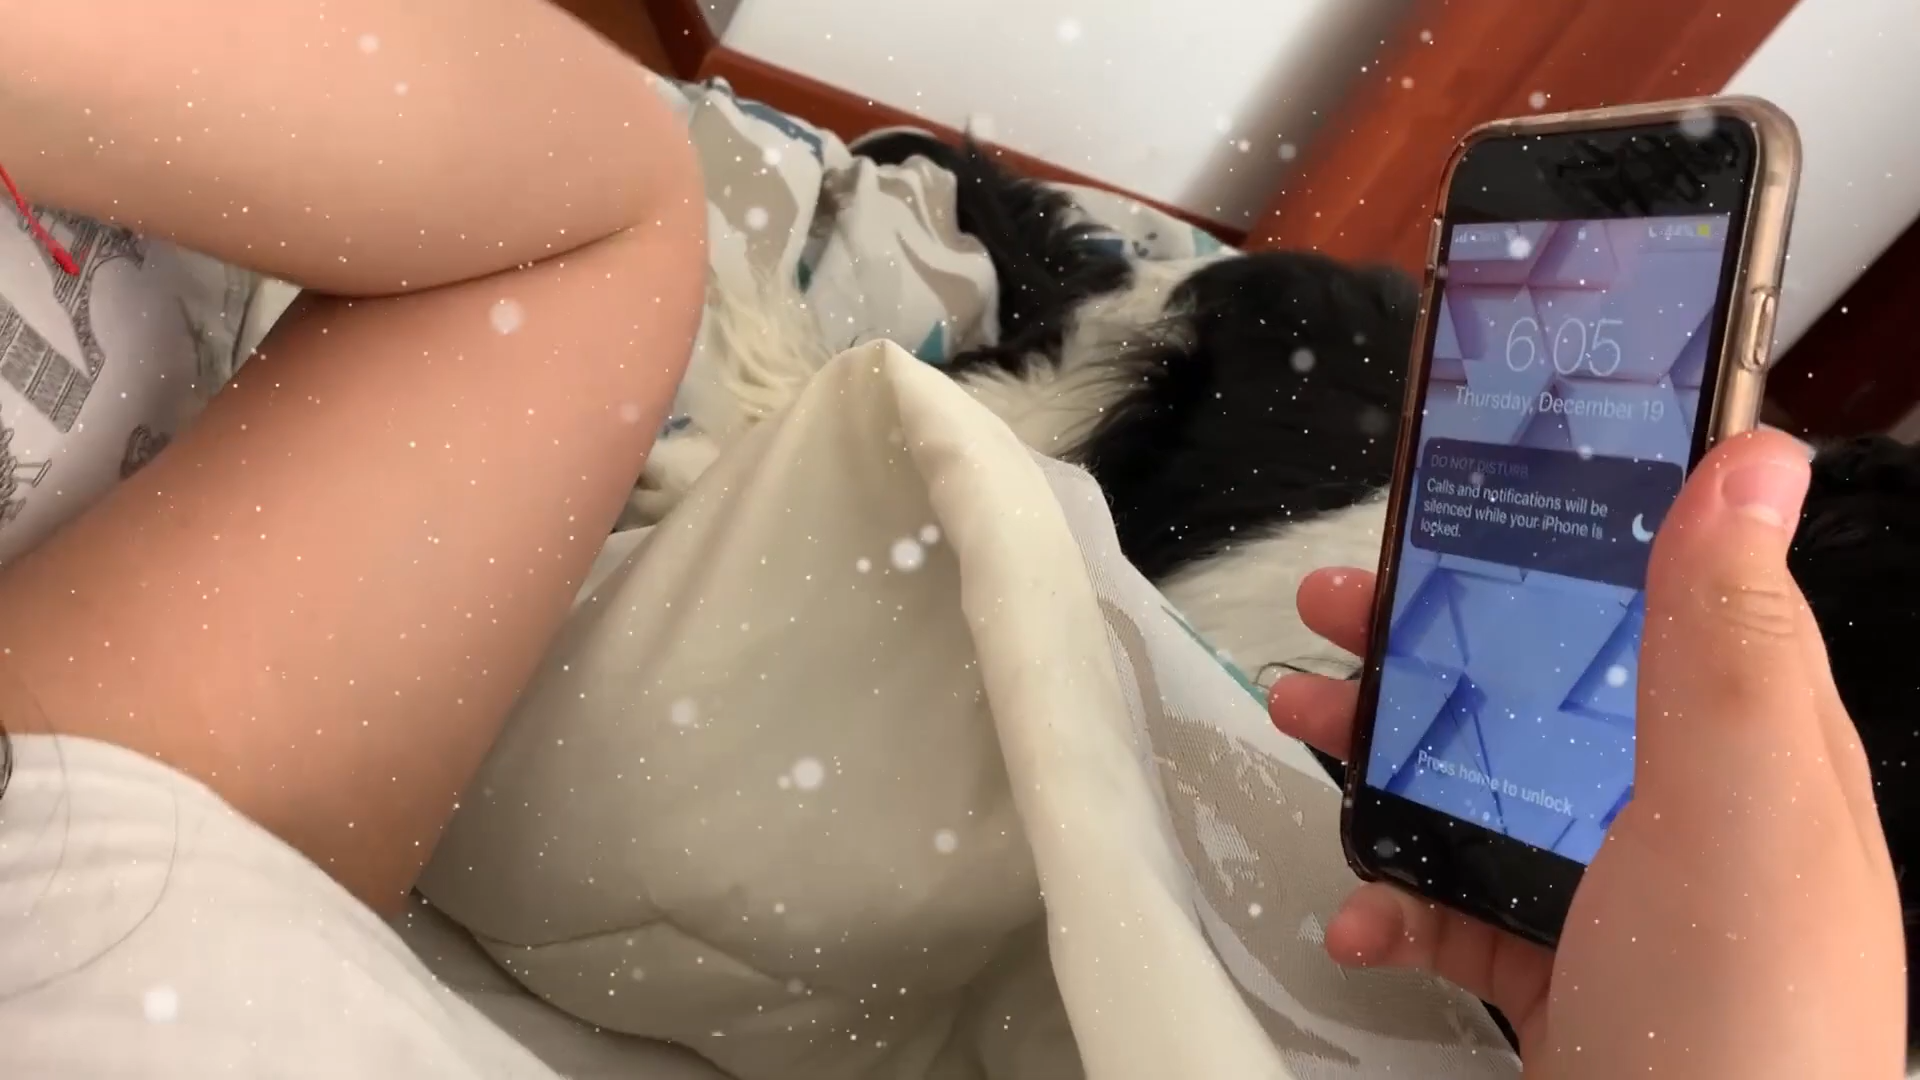 6:05
Thursday, December 19
DO NOT DISTURB
Calls and notifications will be
silenced while your iPhone is
locked.
Press home to unlock